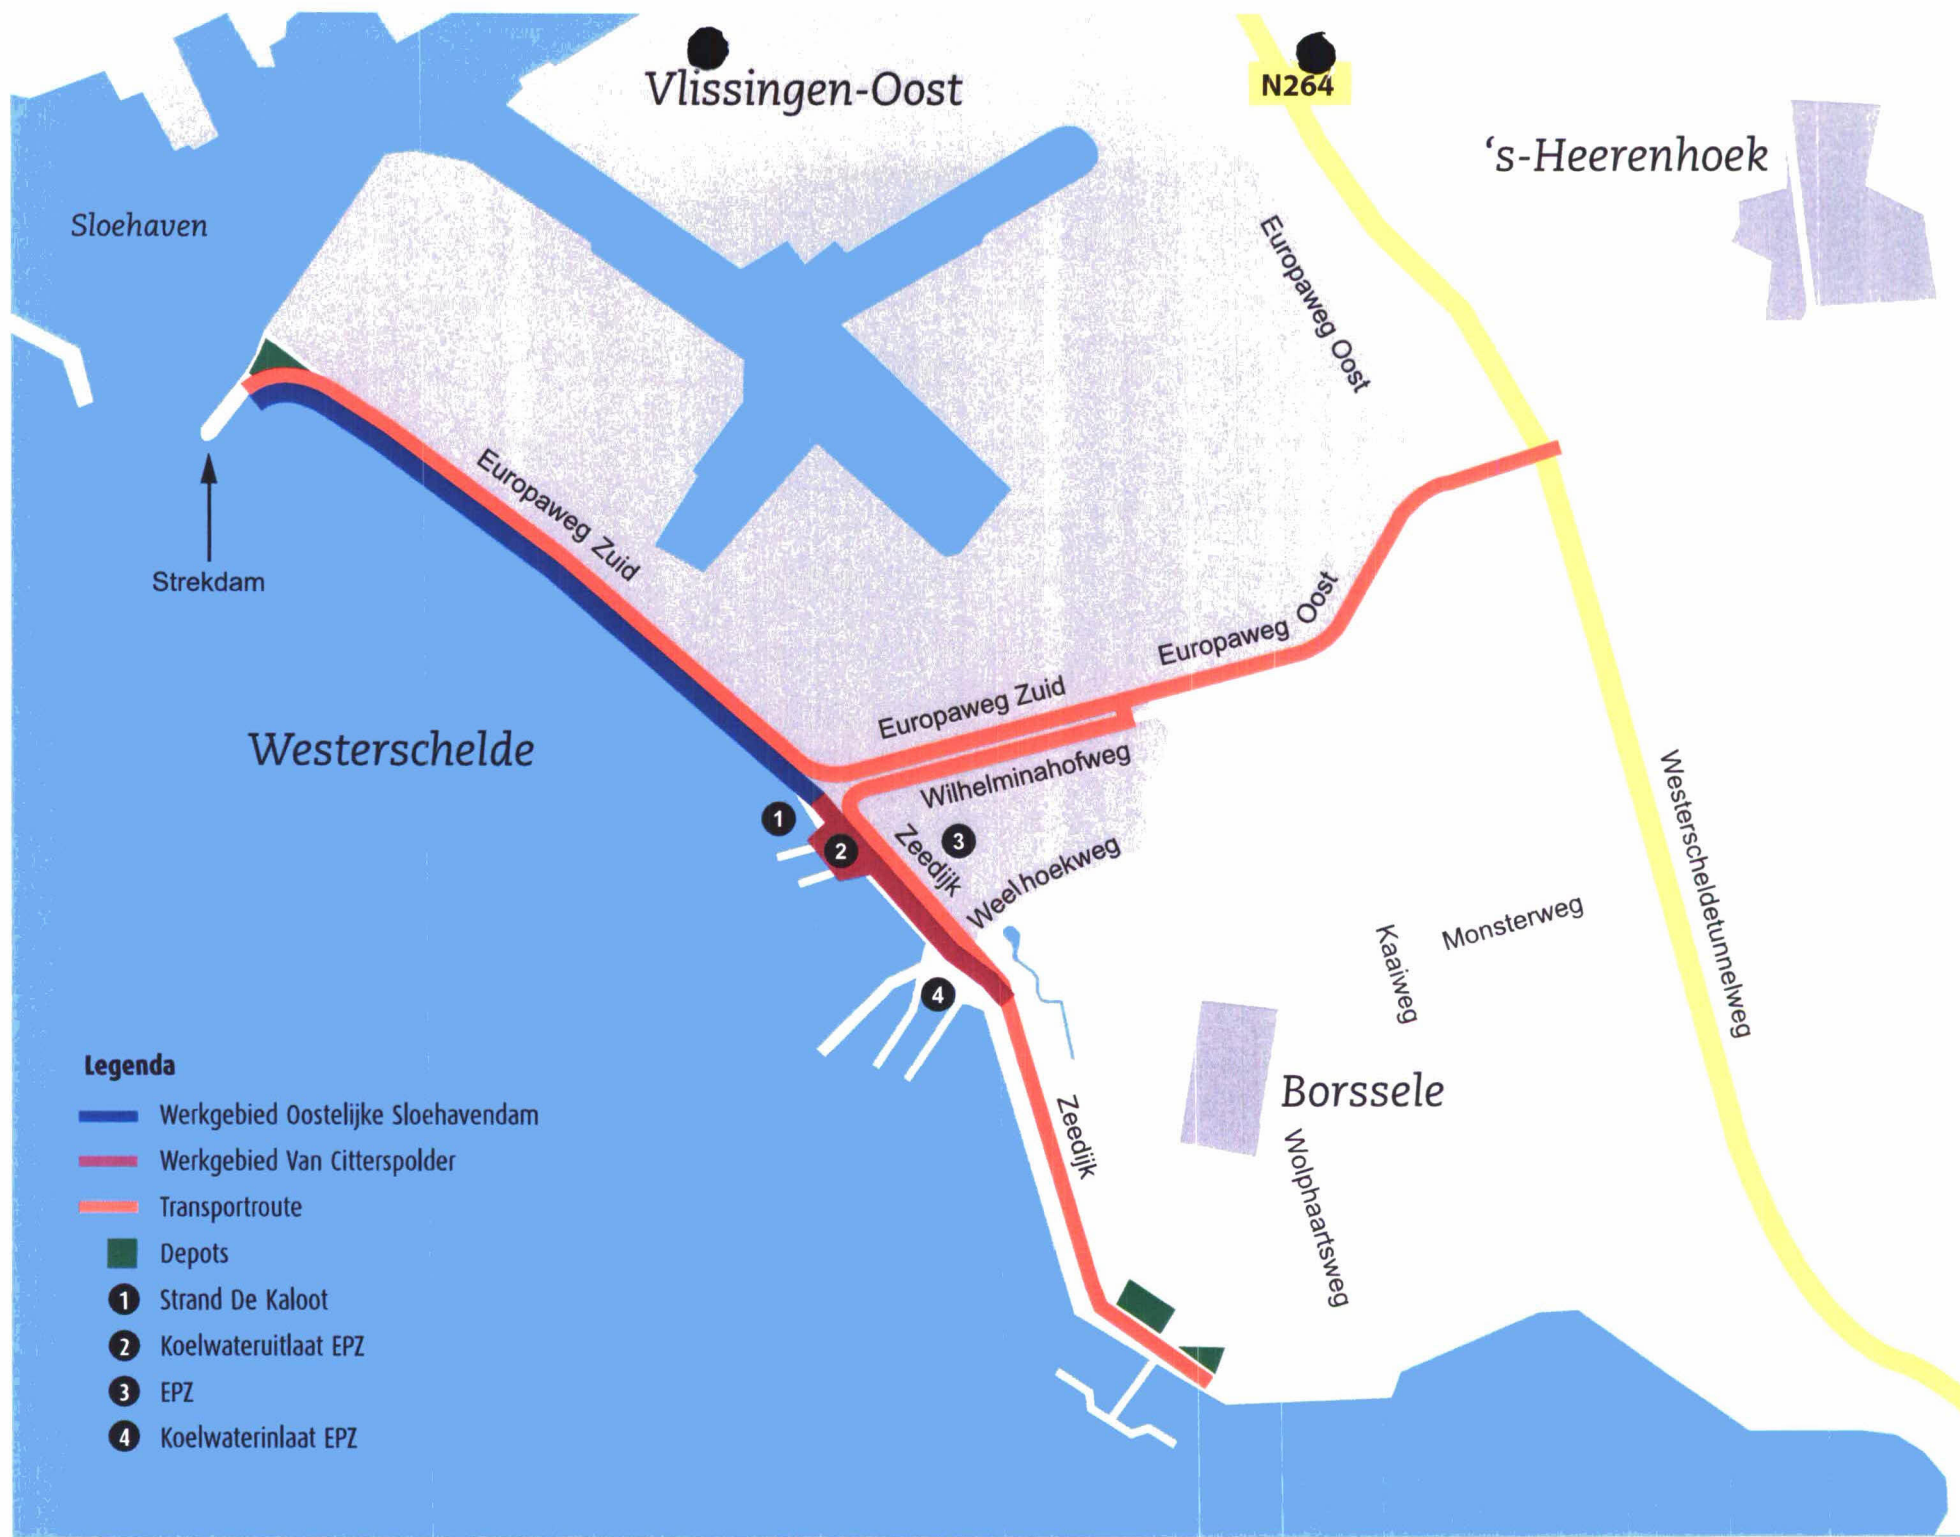 Vlissingen-Oost
N264
's-Heerenhoek
Sloehaven
Europaweg Oost
Strekdam
Europaweg Zuid
Europaweg Oost
Europaweg Zuid
Westerschelde
Wilhelminahofweg
1
2
3
Zeedijk
Weelhoekweg
4
Kaaiweg
Monsterweg
Westerscheldetunnelweg
Borssele
Zeedijk
Wolphaartsweg
Legenda
Werkgebied Oostelijke Sloehavendam
Werkgebied Van Citterspolder
Transportroute
Depots
1 Strand De Kaloot
2 Koelwateruitlaat EPZ
3 EPZ
4 Koelwaterinlaat EPZ